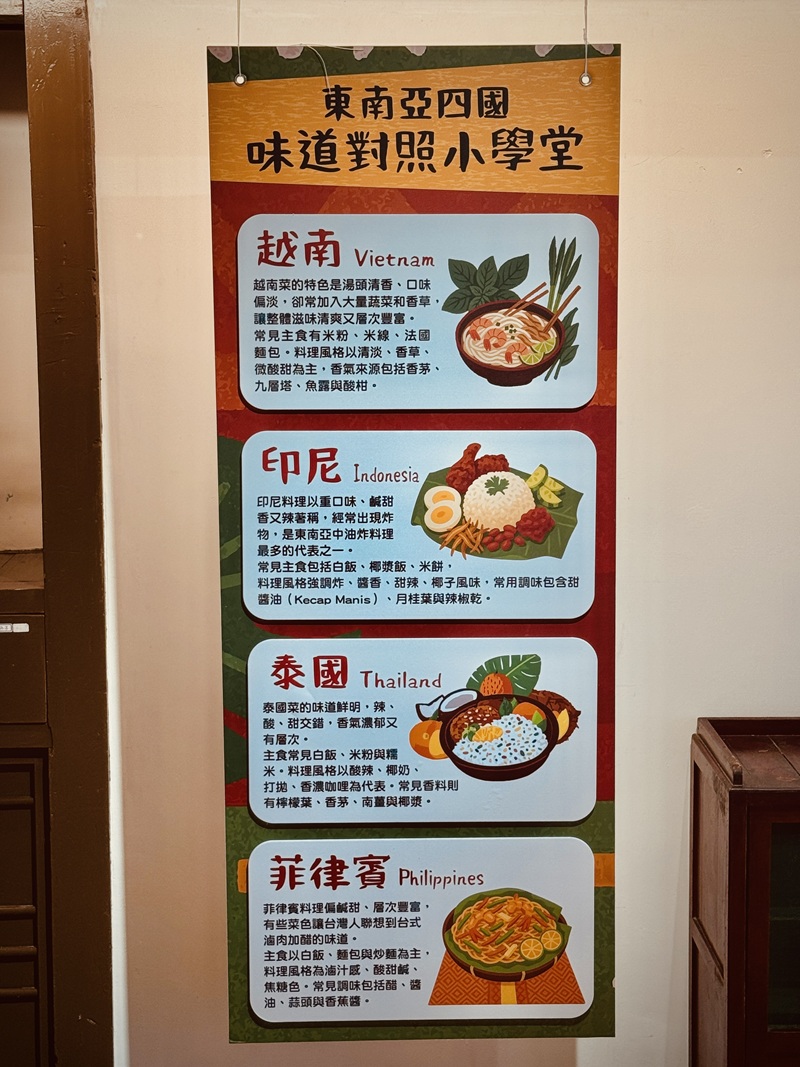 東南亞四國
味道對照小學堂
越南 Vietnam
越南菜的特色是湯頭清香、口味
偏淡，卻常加入大量蔬菜和香草，
讓整體滋味清爽又層次豐富。
常見主食有米粉、米線、法國
麵包。料理風格以清淡、香草、
微酸甜為主，香氣來源包括香茅、
九層塔、魚露與酸柑。
印尼 Indonesia
印尼料理以重口味、鹹甜
香又辣著稱，經常出現炸
物，是東南亞中油炸料理
最多的代表之一。
常見主食包括白飯、椰漿飯、米餅，
料理風格強調炸、醬香、甜辣、椰子風味，常用調味包含甜
醬油（Kecap Manis）、月桂葉與辣椒乾。
泰國 Thailand
泰國菜的味道鮮明，辣、
酸、甜交錯，香氣濃郁又
有層次。
主食常見白飯、米粉與糯
米。料理風格以酸辣、椰奶、
打拋、香濃咖哩為代表。常見香料則
有檸檬葉、香茅、南薑與椰漿。
菲律賓 Philippines
菲律賓料理偏鹹甜、層次豐富，
有些菜色讓台灣人聯想到台式
滷肉加醋的味道。
主食以白飯、麵包與炒麵為主，
料理風格為滷汁感、酸甜鹹、
焦糖色。常見調味包括醋、醬
油、蒜頭與香蕉醬。